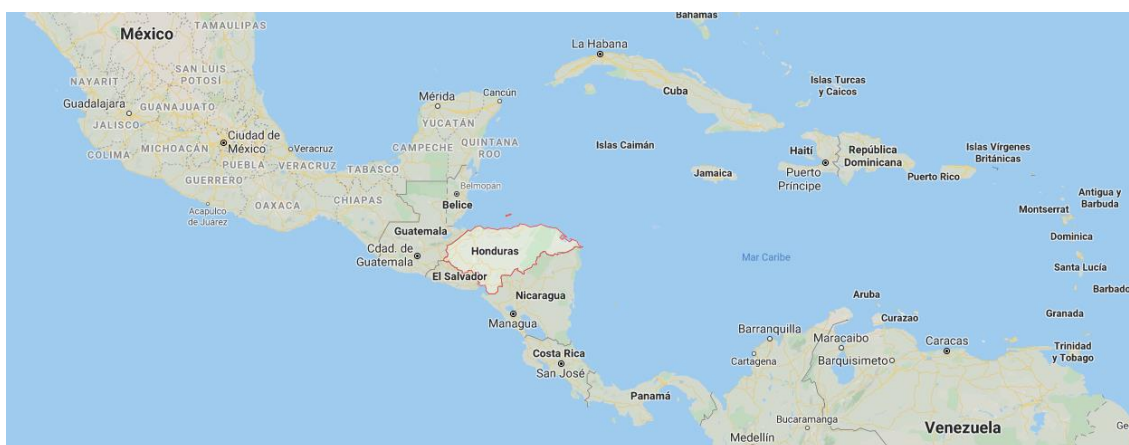 Bahamas
TAMAULIPAS
México
La Habana
SAN LUIS
POTOSÍ
NAYARIT
Cuba
Islas Turcas
y Caicos
Mérida
Cancún
Guadalajara
GUANAJUATO
YUCATÁN
JALISCO
Ciudad de
México
QUINTANA
ROO
Islas Caimán
Haití
República
Dominicana
Islas Vírgenes
Británicas
COLIMA
MICHOACÁN
Veracruz
CAMPECHE
PUEBLA
VERACRUZ
TABASCO
Jamaica
Puerto
Príncipe
Puerto Rico
GUERRERO
Belmopán
Antigua y
Barbuda
OAXACA
CHIAPAS
Belice
Acapulco
de Juárez
Montserrat
Guatemala
Dominica
Cdad. de
Guatemala
Honduras
Mar Caribe
Santa Lucía
El Salvador
Barbado
Nicaragua
Aruba
Curazao
Granada
Managua
Barranquilla
Maracaibo
Caracas
Trinidad
y Tobago
Costa Rica
Cartagena
Barquisimeto
San José
Panamá
Bucaramanga
Venezuela
Ge
Medellín